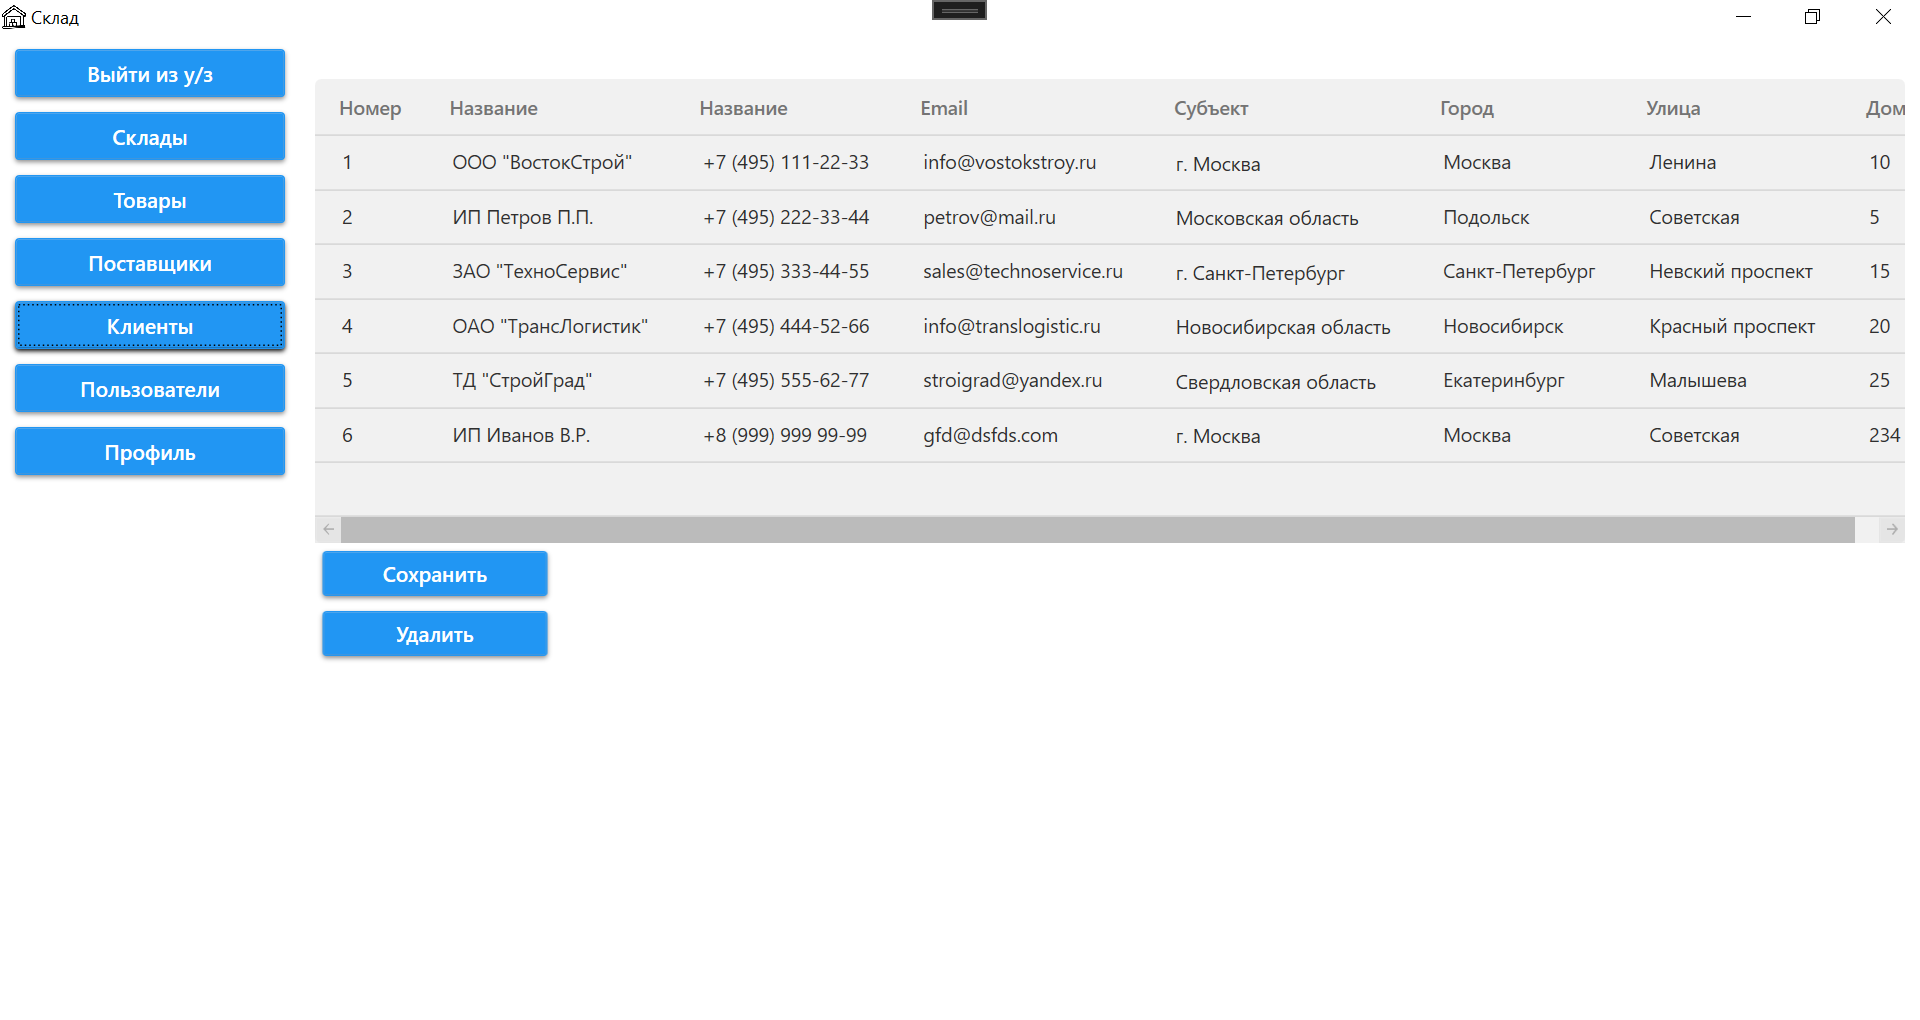 Склад
Выйти из у/з
Склады
Товары
Поставщики
Клиенты
Пользователи
Профиль
Номер Название Название Email Субъект Город Улица Дом
1 ООО "ВостокСтрой" +7 (495) 111-22-33 info@vostokstroy.ru г. Москва Москва Ленина 10
2 ИП Петров П.П. +7 (495) 222-33-44 petrov@mail.ru Московская область Подольск Советская 5
3 ЗАО "ТехноСервис" +7 (495) 333-44-55 sales@technoservice.ru г. Санкт-Петербург Санкт-Петербург Невский проспект 15
4 ОАО "ТрансЛогистик" +7 (495) 444-52-66 info@translogistic.ru Новосибирская область Новосибирск Красный проспект 20
5 ТД "СтройГрад" +7 (495) 555-62-77 stroigrad@yandex.ru Свердловская область Екатеринбург Малышева 25
6 ИП Иванов В.Р. +8 (999) 999 99-99 gfd@dsfds.com г. Москва Москва Советская 234
Сохранить
Удалить